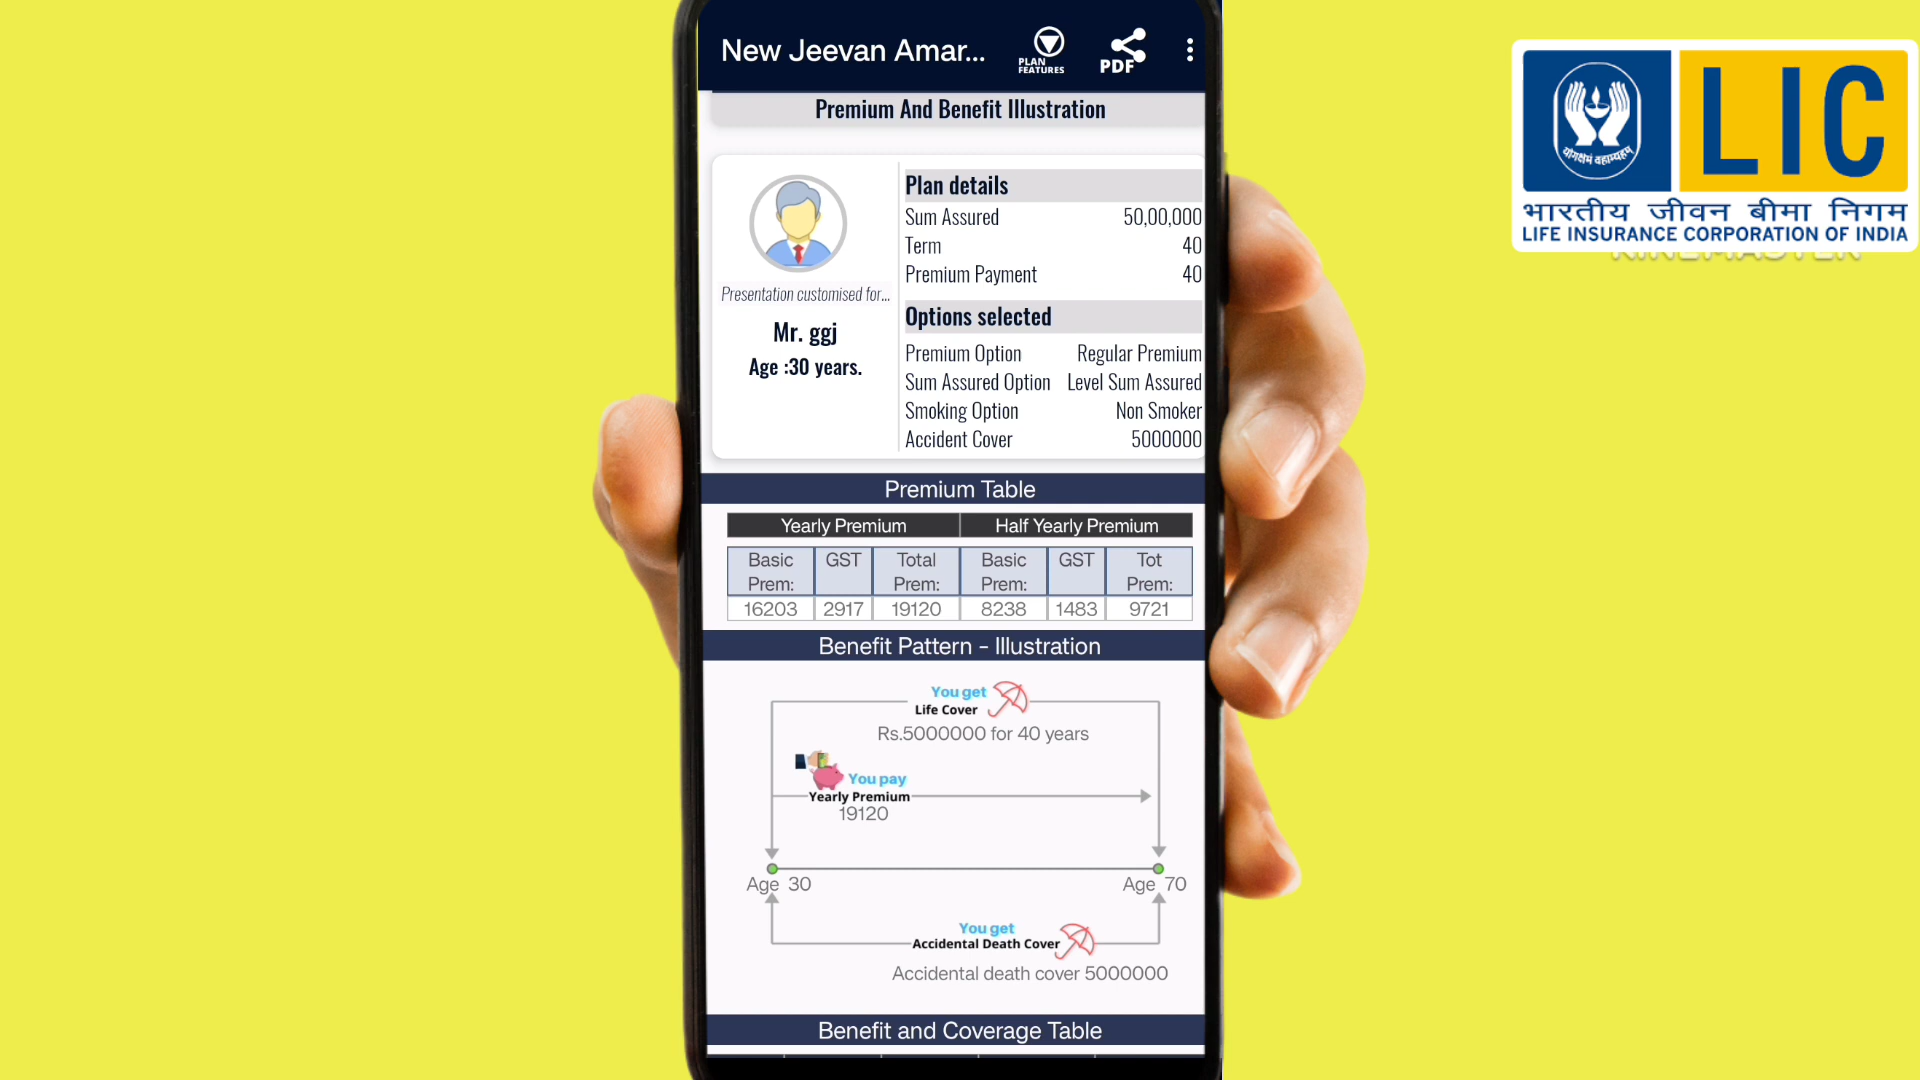 New Jeevan Amar...
PLAN
FEATURES
PDF
Premium And Benefit Illustration
Presentation customised for...
Mr. ggj
Age :30 years.
Plan details
Sum Assured 50,00,000
Term 40
Premium Payment 40
Options selected
Premium Option Regular Premium
Sum Assured Option Level Sum Assured
Smoking Option Non Smoker
Accident Cover 5000000
Premium Table
Yearly Premium Half Yearly Premium
Basic Prem: GST Total Prem: Basic Prem: GST Tot Prem:
16203 2917 19120 8238 1483 9721
Benefit Pattern - Illustration
You get
Life Cover
Rs.5000000 for 40 years
You pay
Yearly Premium
19120
Age 30 Age 70
You get
Accidental Death Cover
Accidental death cover 5000000
Benefit and Coverage Table
योगक्षेमं वहाम्यहम्
LIC
भारतीय जीवन बीमा निगम
LIFE INSURANCE CORPORATION OF INDIA
KINEMASTER